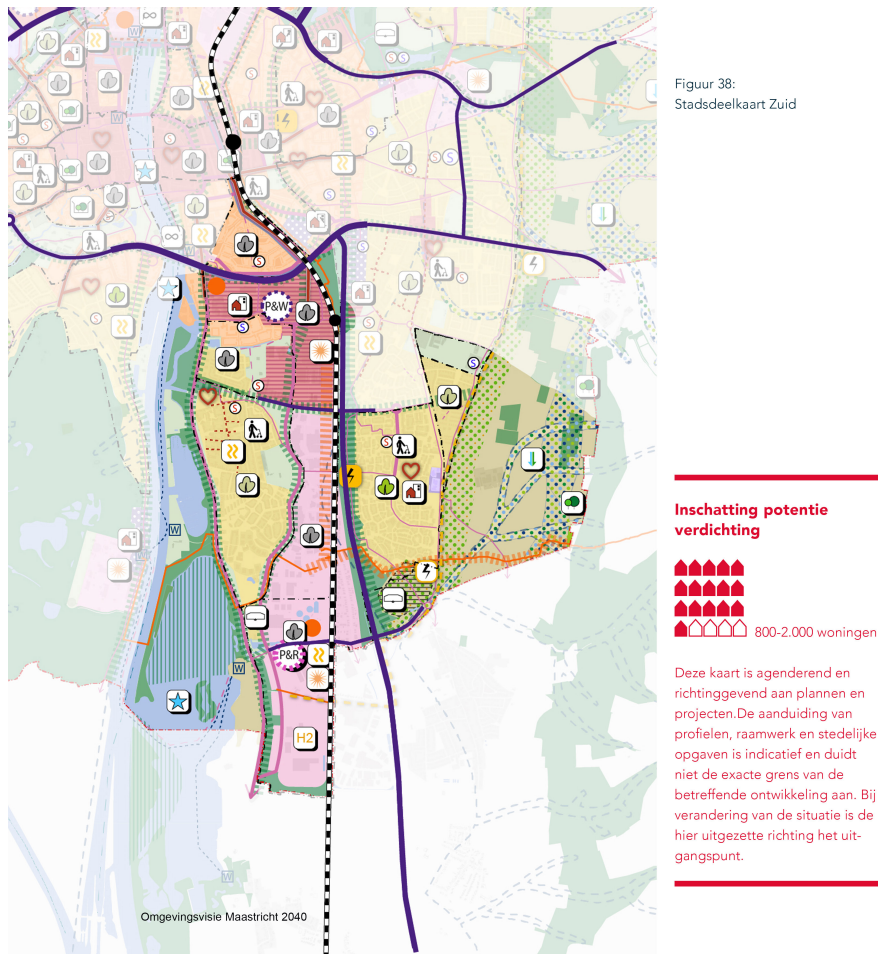 Figuur 38:
Stadsdeelkaart Zuid
W
S
S
S
S
W
S
S
S
S
S
S
W
S
P&W
S
S
S
S
S
S
W
W
P&R
W
H2
W
Inschatting potentie
verdichting
800-2.000 woningen
Deze kaart is agenderend en
richtinggevend aan plannen en
projecten.De aanduiding van
profielen, raamwerk en stedelijke
opgaven is indicatief en duidt
niet de exacte grens van de
betreffende ontwikkeling aan. Bij
verandering van de situatie is de
hier uitgezette richting het uit-
gangspunt.
Omgevingsvisie Maastricht 2040